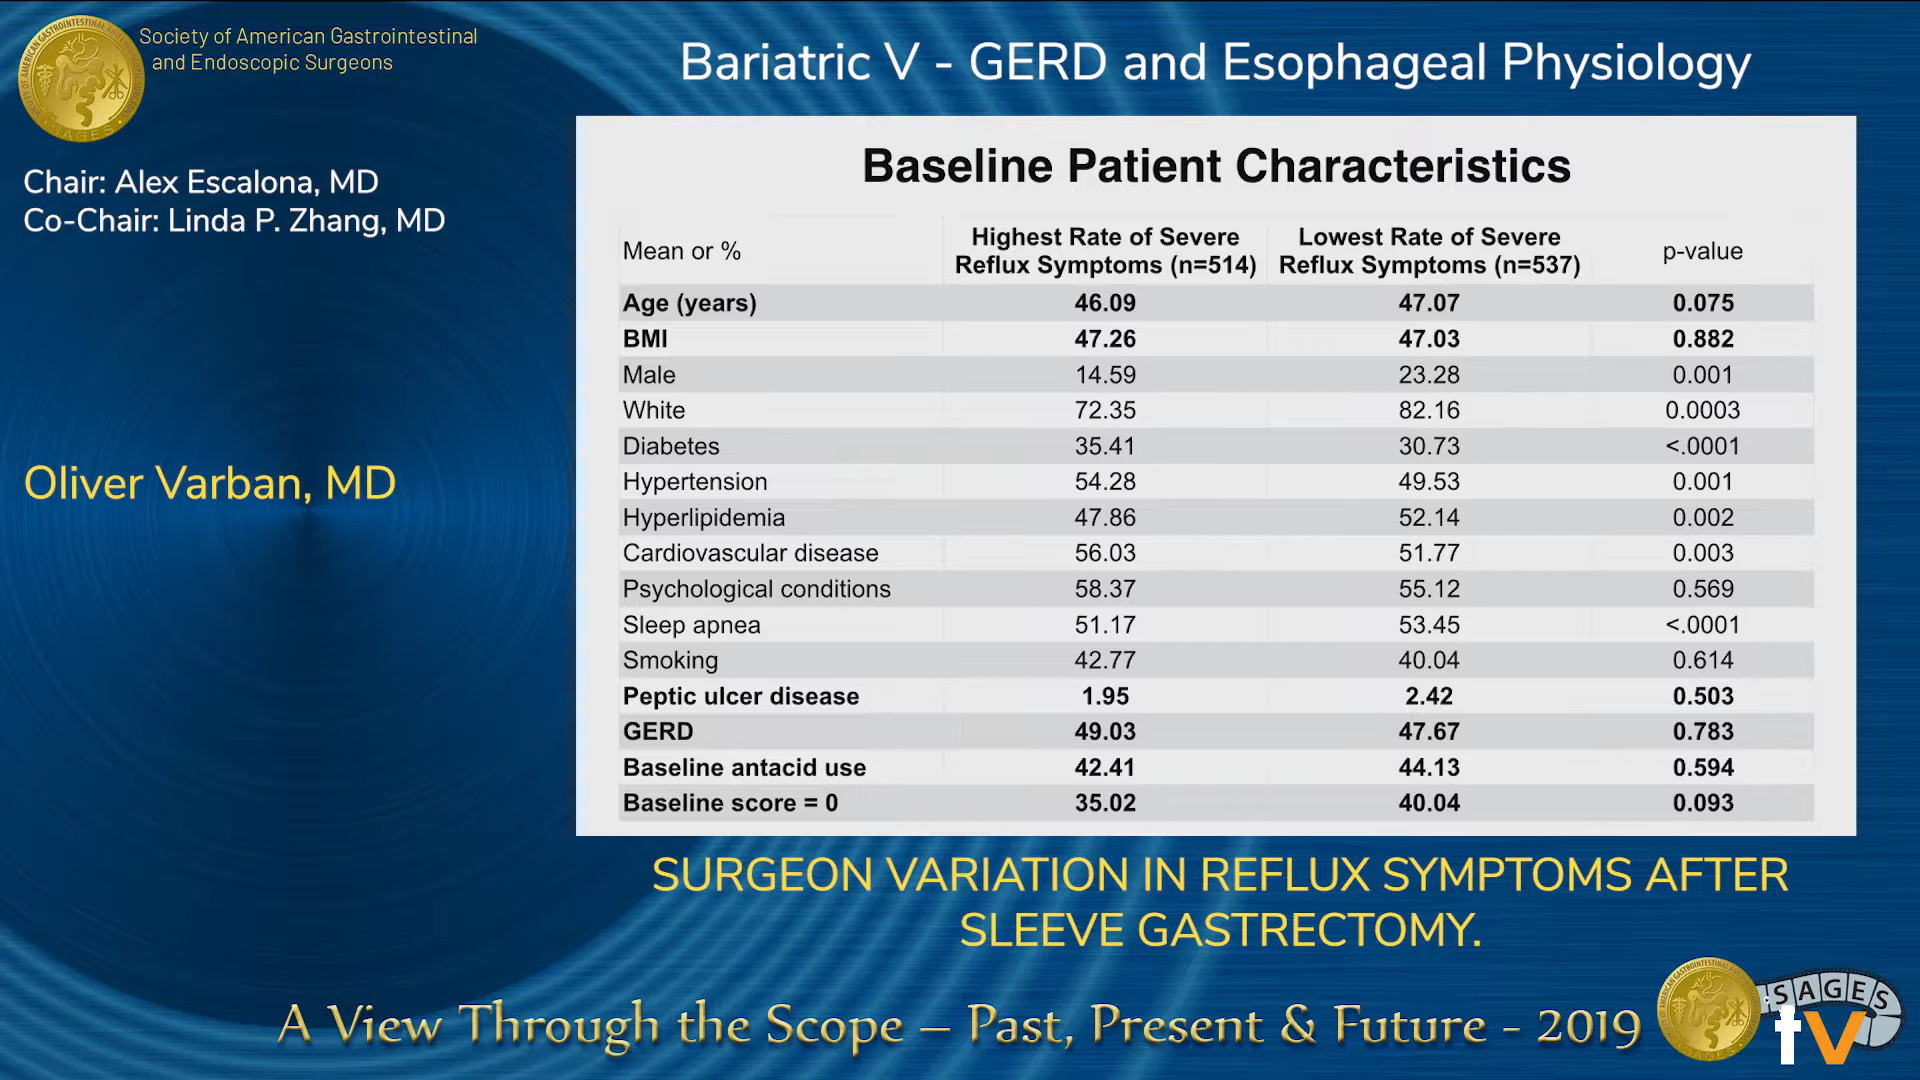 Society of American Gastrointestinal
and Endoscopic Surgeons
Bariatric V - GERD and Esophageal Physiology
Chair: Alex Escalona, MD
Co-Chair: Linda P. Zhang, MD
Oliver Varban, MD
Baseline Patient Characteristics
Mean or % Highest Rate of Severe Reflux Symptoms (n=514) Lowest Rate of Severe Reflux Symptoms (n=537) p-value
Age (years) 46.09 47.07 0.075
BMI 47.26 47.03 0.882
Male 14.59 23.28 0.001
White 72.35 82.16 0.0003
Diabetes 35.41 30.73 <.0001
Hypertension 54.28 49.53 0.001
Hyperlipidemia 47.86 52.14 0.002
Cardiovascular disease 56.03 51.77 0.003
Psychological conditions 58.37 55.12 0.569
Sleep apnea 51.17 53.45 <.0001
Smoking 42.77 40.04 0.614
Peptic ulcer disease 1.95 2.42 0.503
GERD 49.03 47.67 0.783
Baseline antacid use 42.41 44.13 0.594
Baseline score = 0 35.02 40.04 0.093
SURGEON VARIATION IN REFLUX SYMPTOMS AFTER
SLEEVE GASTRECTOMY.
A View Through the Scope – Past, Present & Future - 2019
SAGES
tv